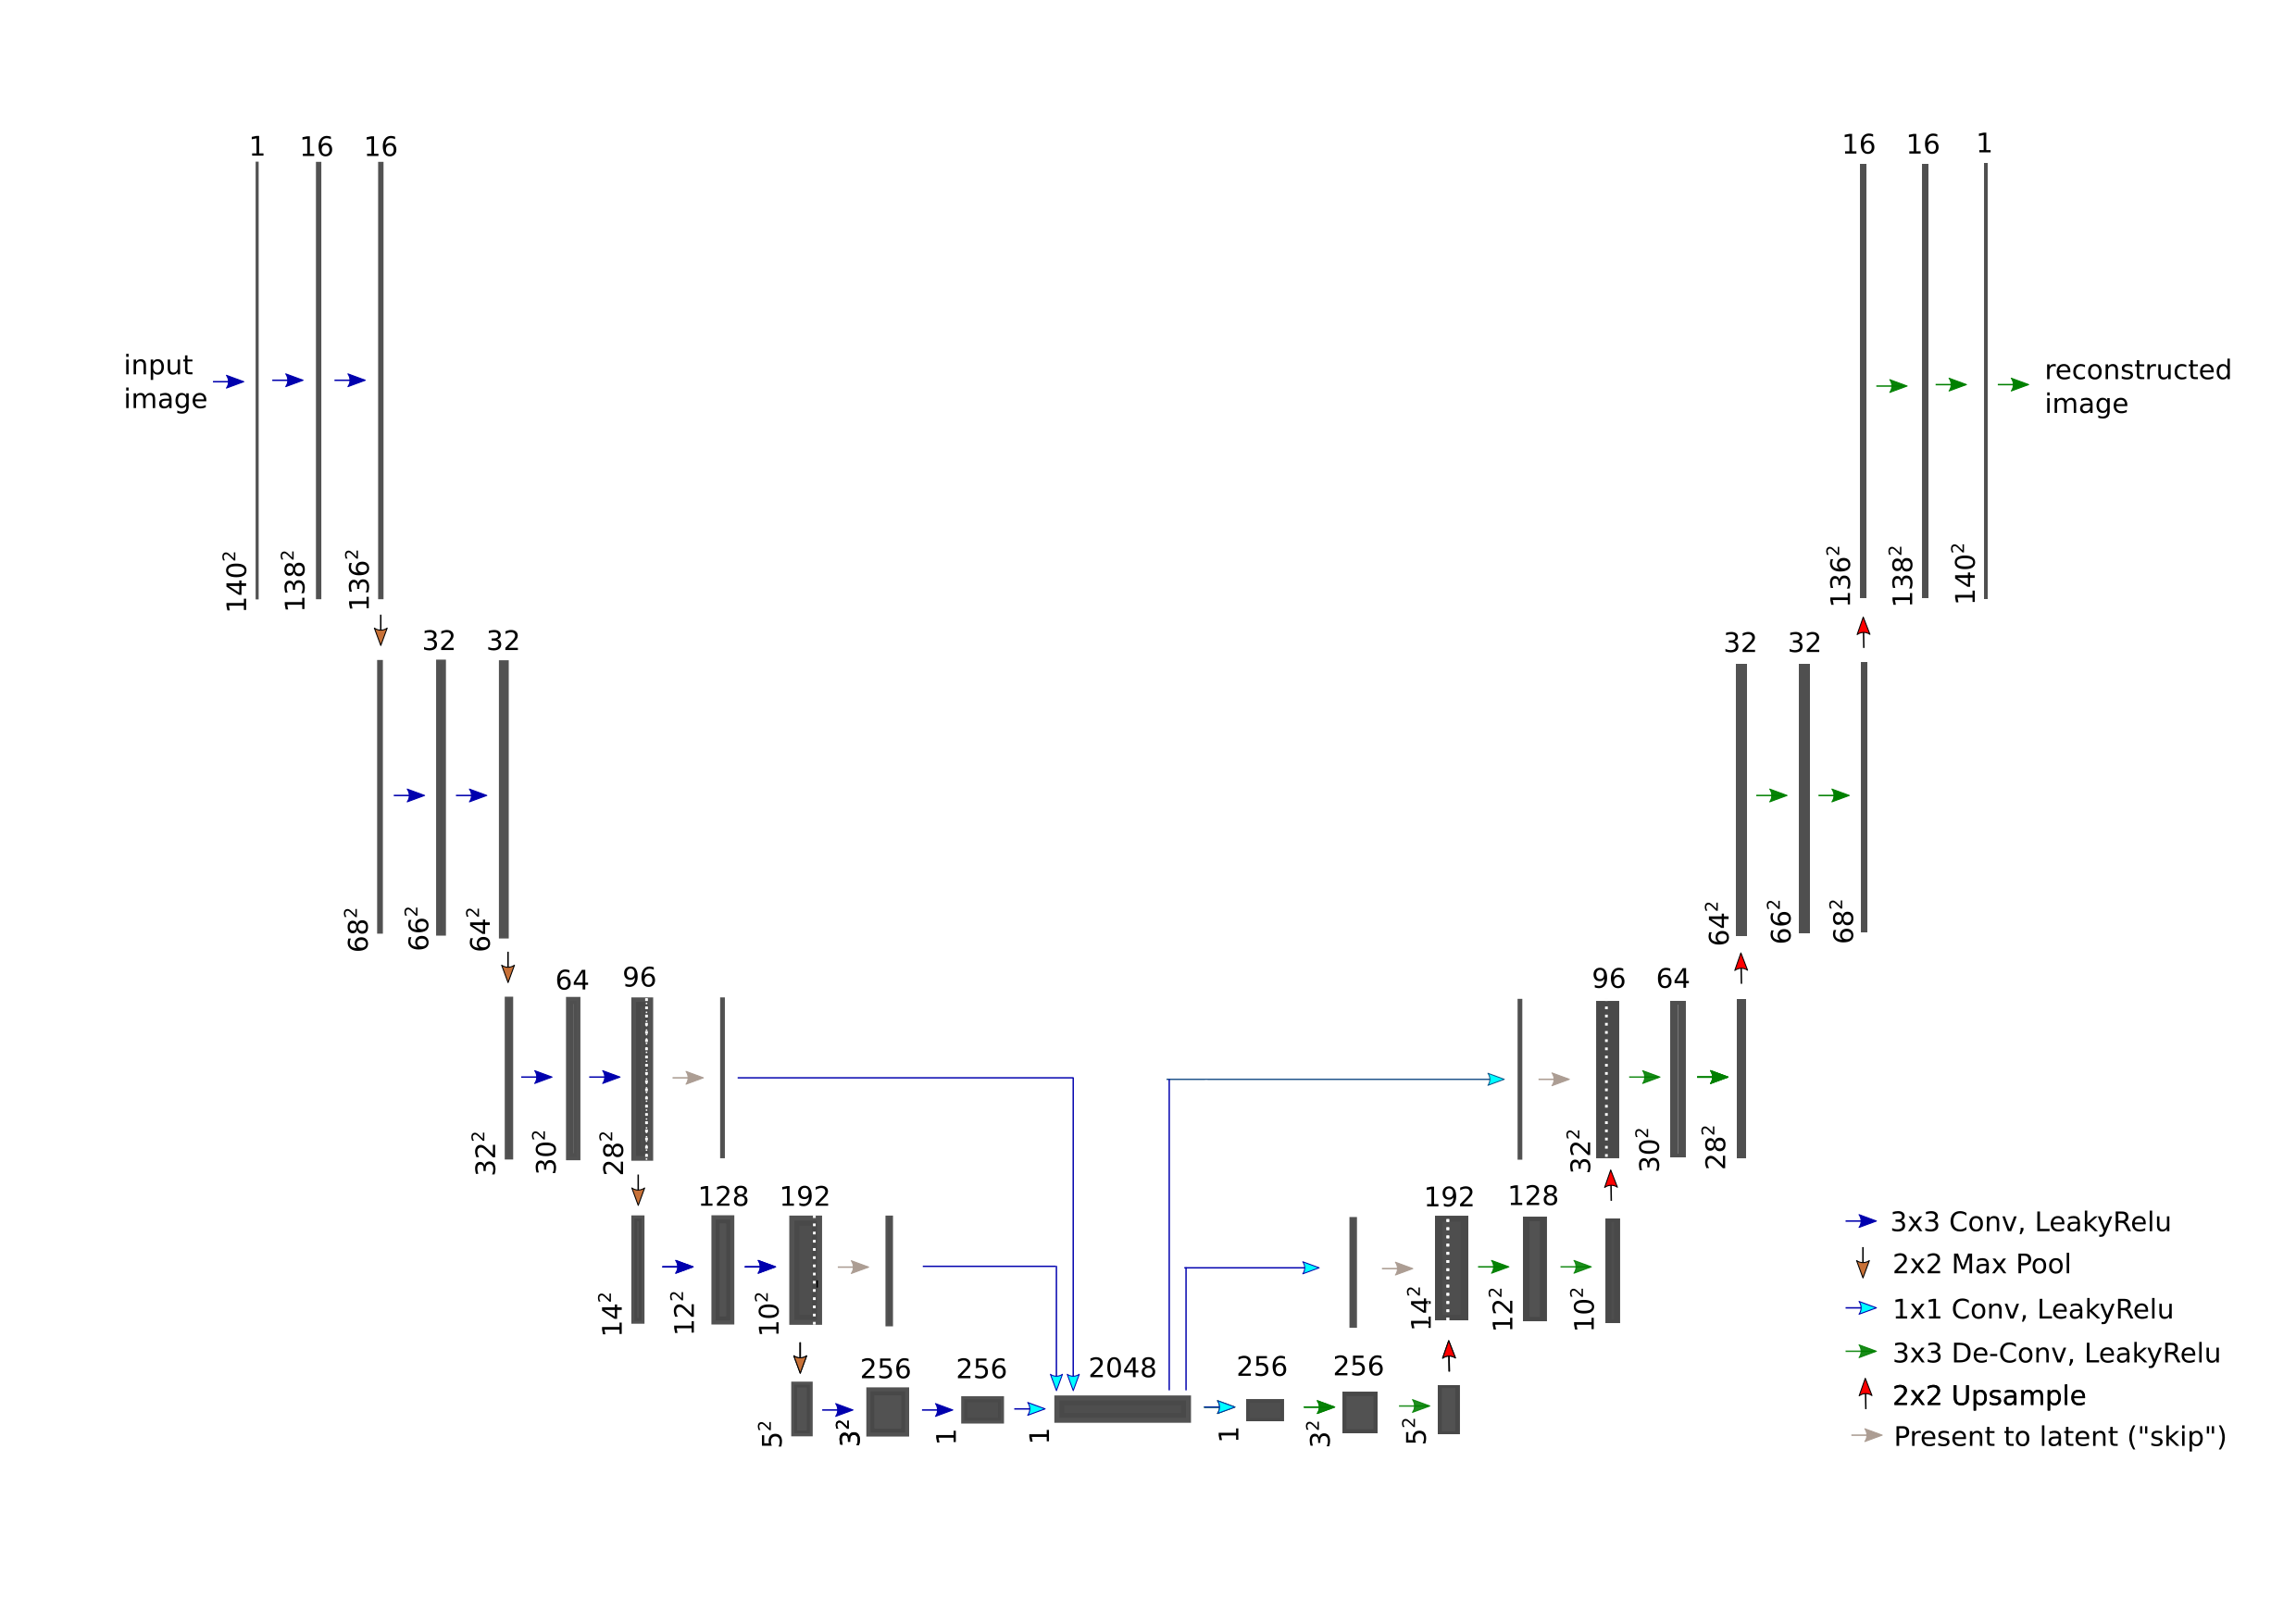 1 16 16
16 16 1
input
image
reconstructed
image
140² 138² 136²
136² 138² 140²
32 32
32 32
68² 66² 64²
64² 66² 68²
64 96
96 64
32² 30² 28²
32² 30² 28²
128 192
192 128
14² 12² 10²
14² 12² 10²
256 256 2048 256 256
5² 3² 1 1 1 3² 5²
3x3 Conv, LeakyRelu
2x2 Max Pool
1x1 Conv, LeakyRelu
3x3 De-Conv, LeakyRelu
2x2 Upsample
Present to latent ("skip")